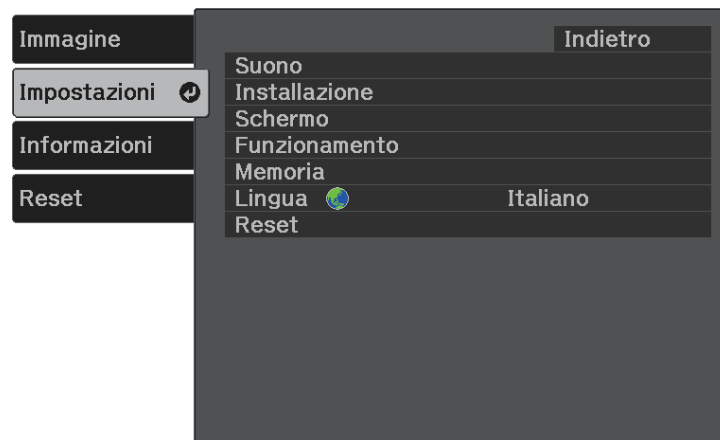 Immagine
Impostazioni
Informazioni
Reset
Indietro
Suono
Installazione
Schermo
Funzionamento
Memoria
Lingua Italiano
Reset